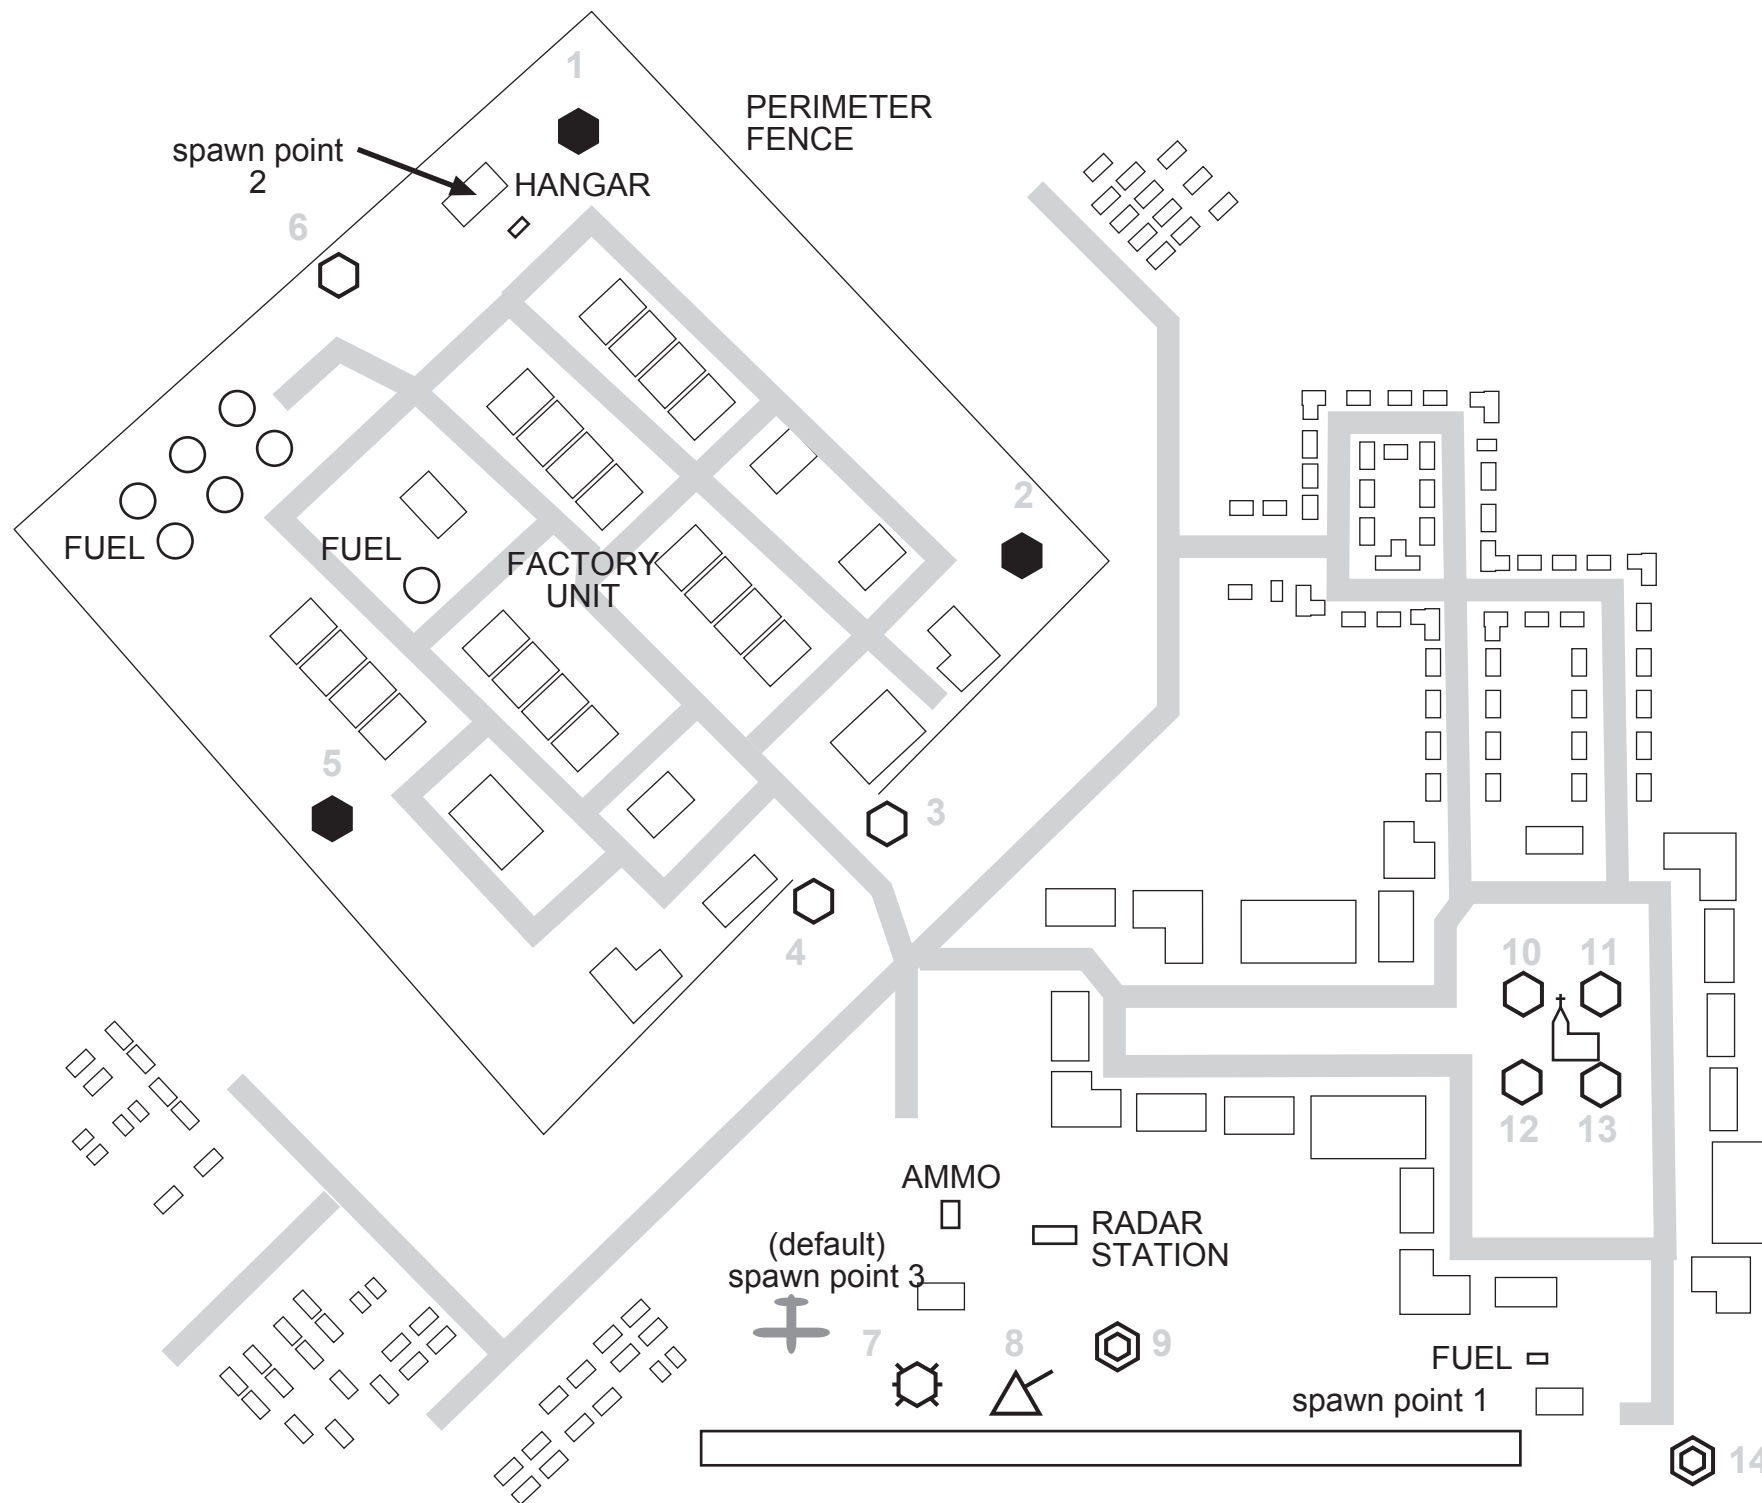 1
PERIMETER
FENCE
spawn point
2
HANGAR
6
2
FUEL
FUEL
FACTORY
UNIT
5
3
4
10
11
12
13
AMMO
RADAR
STATION
(default)
spawn point 3
7
8
9
FUEL
spawn point 1
14